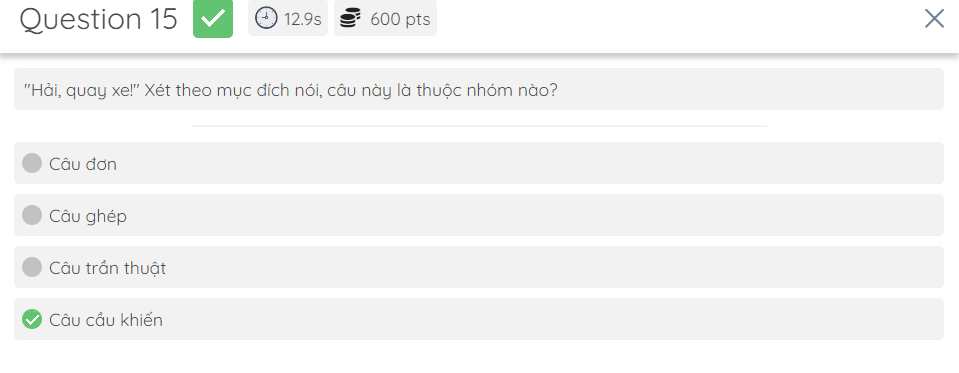 Question 15 12.9s 600 pts
"Hải, quay xe!" Xét theo mục đích nói, câu này là thuộc nhóm nào?
Câu đơn
Câu ghép
Câu trần thuật
Câu cầu khiến